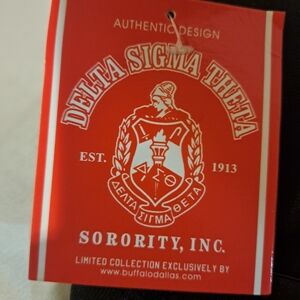 AUTHENTIC DESIGN
DELTA SIGMA THETA
EST. 1913
ΔΣΘ
ΔΕΛΤΑ ΣΙΓΜΑ ΘΕΤΑ
SORORITY, INC.
LIMITED COLLECTION EXCLUSIVELY BY
www.buffalodallas.com